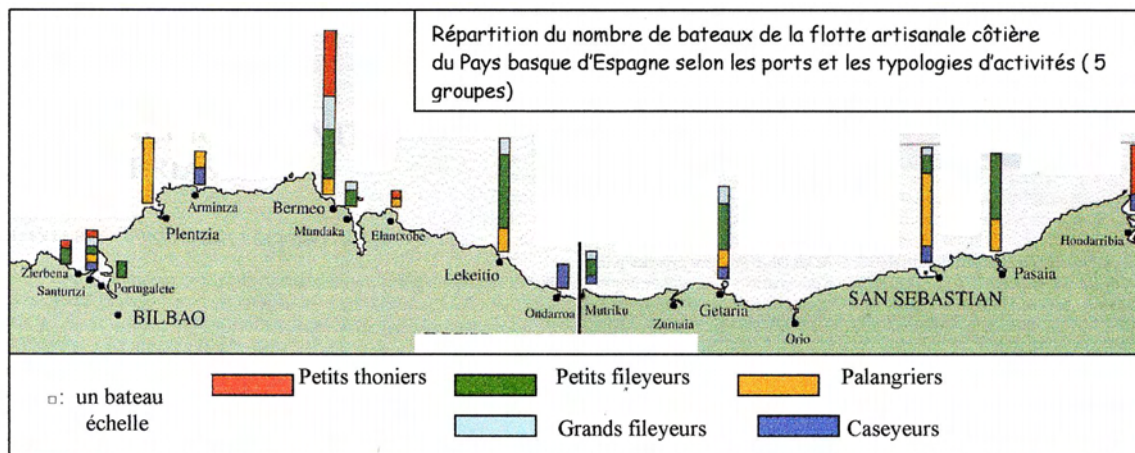 Répartition du nombre de bateaux de la flotte artisanale côtière
du Pays basque d'Espagne selon les ports et les typologies d'activités ( 5
groupes)
Armintza
Plentzia
Bermeo
Mundaka
Elantxobe
Zierbena
Santurtzi
Portugalete
BILBAO
Lekeitio
Ondarroa
Mutriku
Zumaia
Getaria
Orio
SAN SEBASTIAN
Pasaia
Hondarribia
□: un bateau
échelle
Petits thoniers
Petits fileyeurs
Palangriers
Grands fileyeurs
Caseyeurs